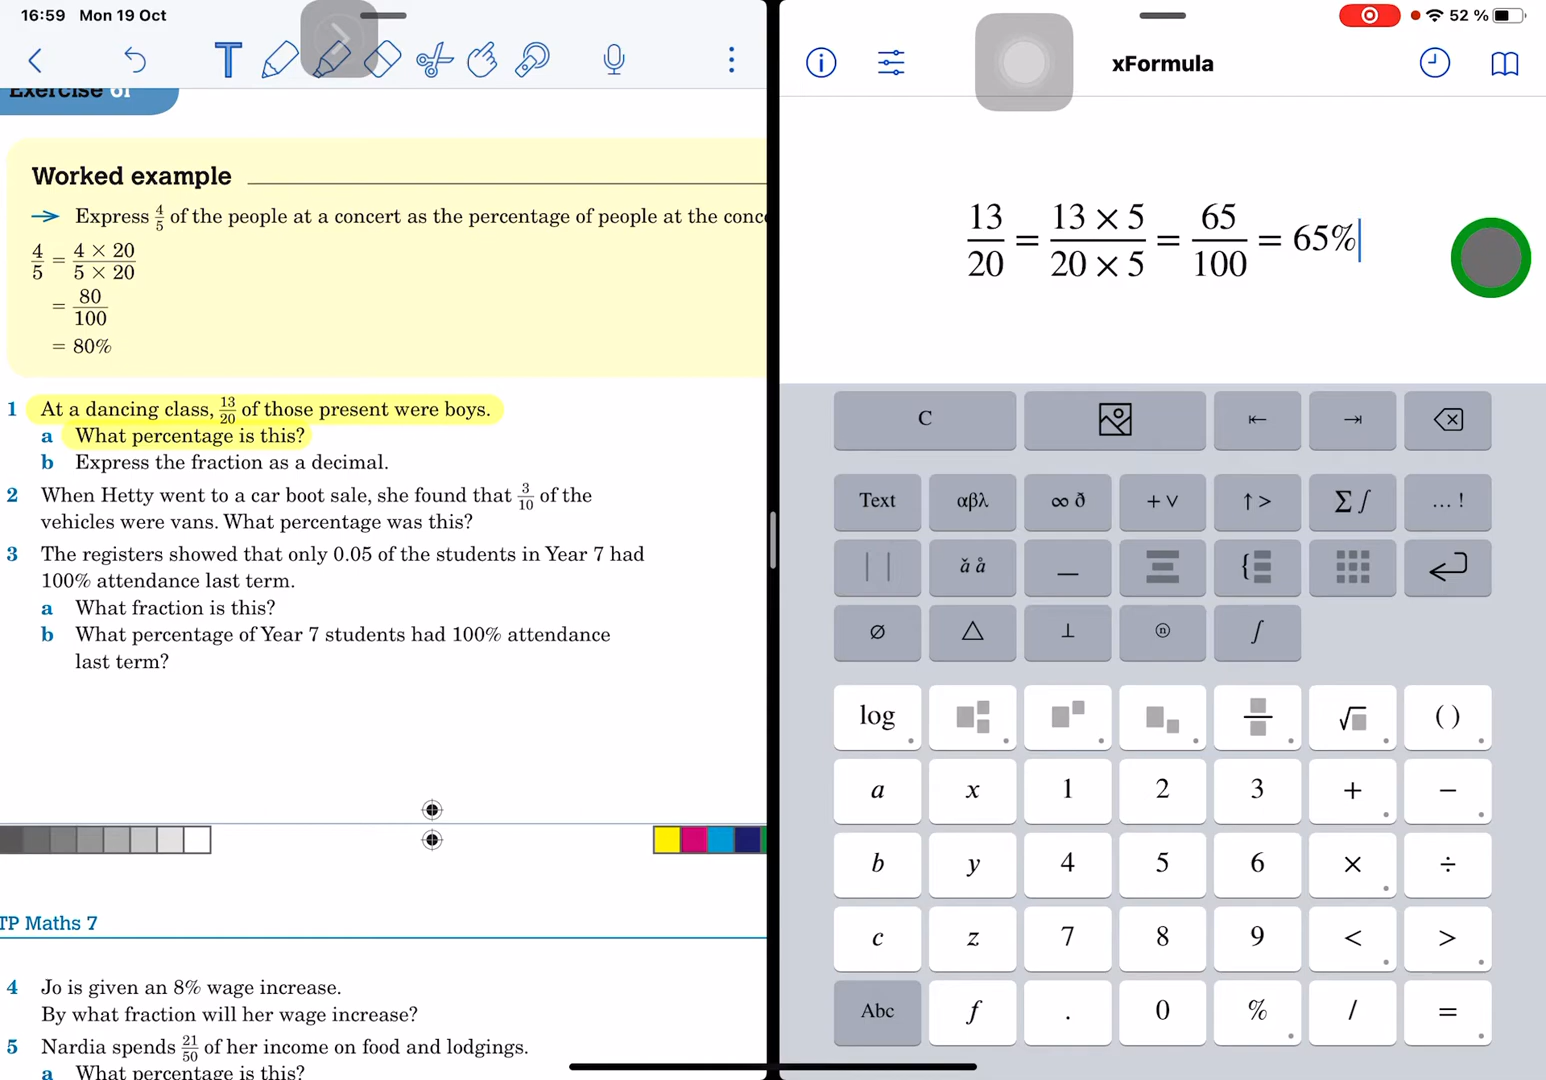 16:59 Mon 19 Oct
52 %
xFormula
Exercise 6f
Worked example
→ Express 4/5 of the people at a concert as the percentage of people at the conc
4/5 = 4 × 20 / 5 × 20
= 80/100
= 80%
1 At a dancing class, 13/20 of those present were boys.
a What percentage is this?
b Express the fraction as a decimal.
2 When Hetty went to a car boot sale, she found that 3/10 of the
vehicles were vans. What percentage was this?
3 The registers showed that only 0.05 of the students in Year 7 had
100% attendance last term.
a What fraction is this?
b What percentage of Year 7 students had 100% attendance
last term?
TP Maths 7
4 Jo is given an 8% wage increase.
By what fraction will her wage increase?
5 Nardia spends 21/50 of her income on food and lodgings.
a What percentage is this?
13/20 = 13 × 5 / 20 × 5 = 65/100 = 65%
C
Text αβλ ∞ ð + ∨ ↑ > Σ ∫ ... !
| | ǎ å _ {
∅ △ ⊥ ⓝ ∫
log √ ( )
a x 1 2 3 + −
b y 4 5 6 × ÷
c z 7 8 9 < >
Abc f . 0 % / =